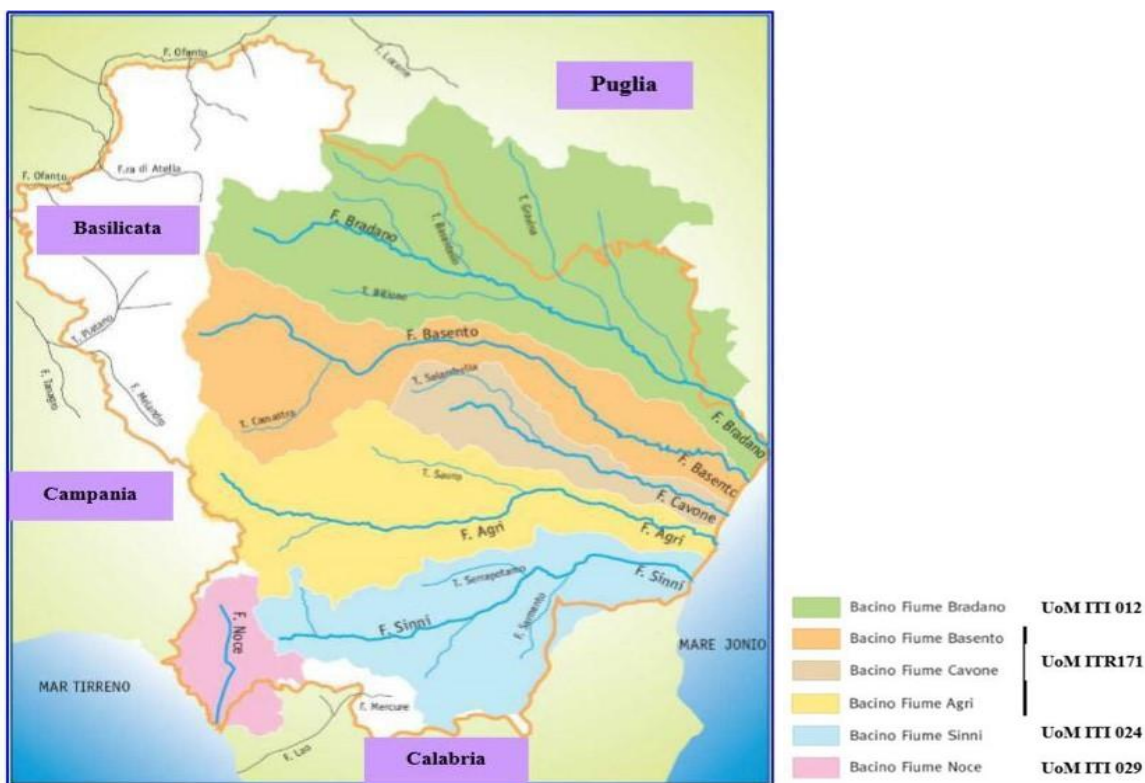 F. Ofanto
L. Locone
Puglia
F. Ofanto
F.ra di Atella
Basilicata
F. Bradano
T. Basentello
T. Gravina
T. Bilioso
T. Platano
F. Tanagro
F. Melandro
F. Basento
T. Salandrella
T. Camastra
F. Bradano
F. Basento
T. Sauro
F. Cavone
Campania
F. Agri
F. Agri
T. Serrapotamo
F. Sinni
F. Noce
F. Sinni
F. Sarmento
MARE JONIO
MAR TIRRENO
F. Mercure
F. Lao
Calabria
Bacino Fiume Bradano UoM ITI 012
Bacino Fiume Basento
Bacino Fiume Cavone UoM ITR171
Bacino Fiume Agri
Bacino Fiume Sinni UoM ITI 024
Bacino Fiume Noce UoM ITI 029